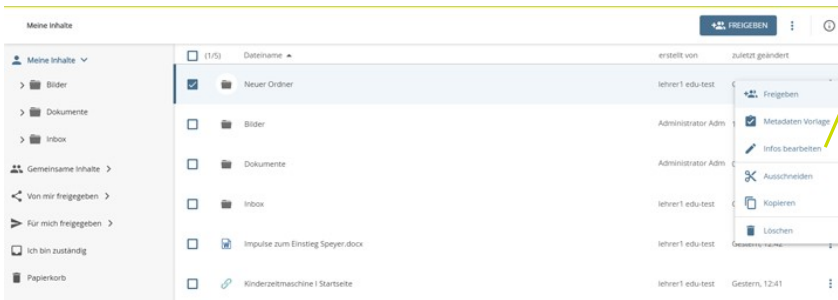 Meine Inhalte
FREIGEBEN
Meine Inhalte
(1/5) Dateiname erstellt von zuletzt geändert
Bilder
Dokumente
Inbox
Gemeinsame Inhalte
Von mir freigegeben
Für mich freigegeben
Ich bin zuständig
Papierkorb
Neuer Ordner lehrer1 edu-test
Bilder Administrator Adm
Dokumente Administrator Adm
Inbox lehrer1 edu-test
Impulse zum Einstig Speyer.docx lehrer1 edu-test Gestern, 12:42
Kinderzeitmaschine I Startseite lehrer1 edu-test Gestern, 12:41
Freigeben
Metadaten Vorlage
Infos bearbeiten
Ausschneiden
Kopieren
Löschen